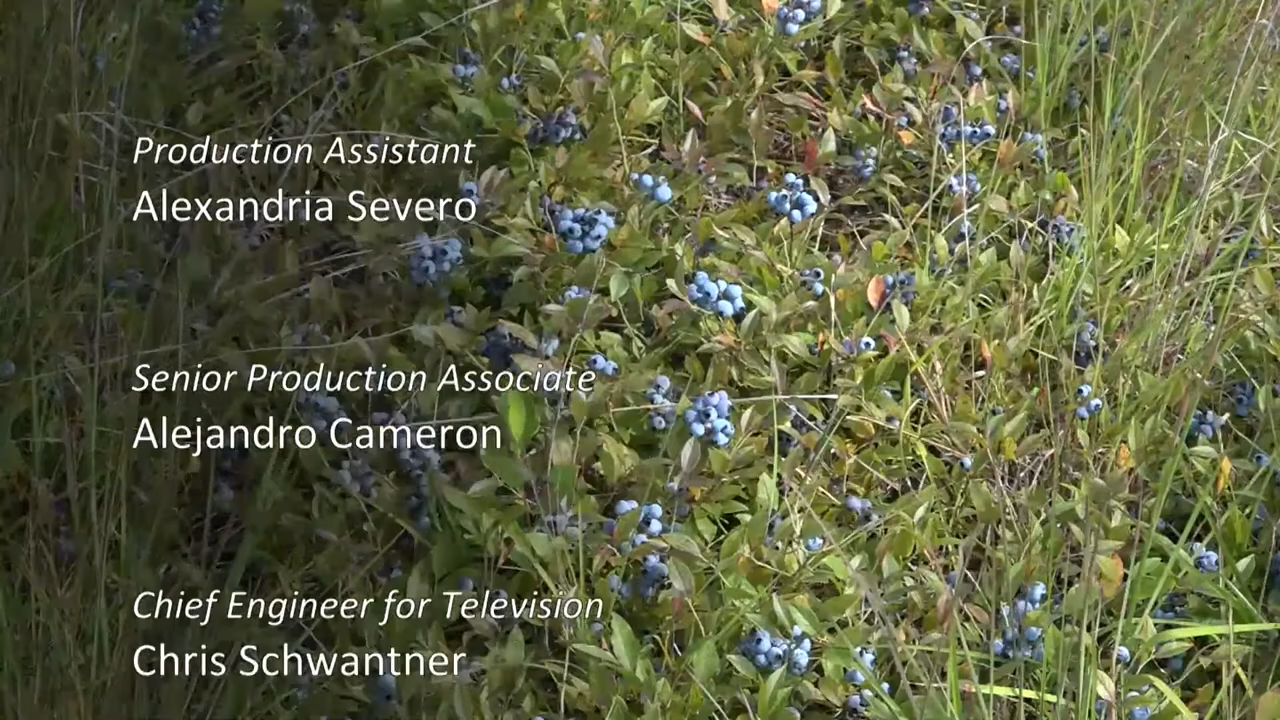 Production Assistant
Alexandria Severo
Senior Production Associate
Alejandro Cameron
Chief Engineer for Television
Chris Schwantner